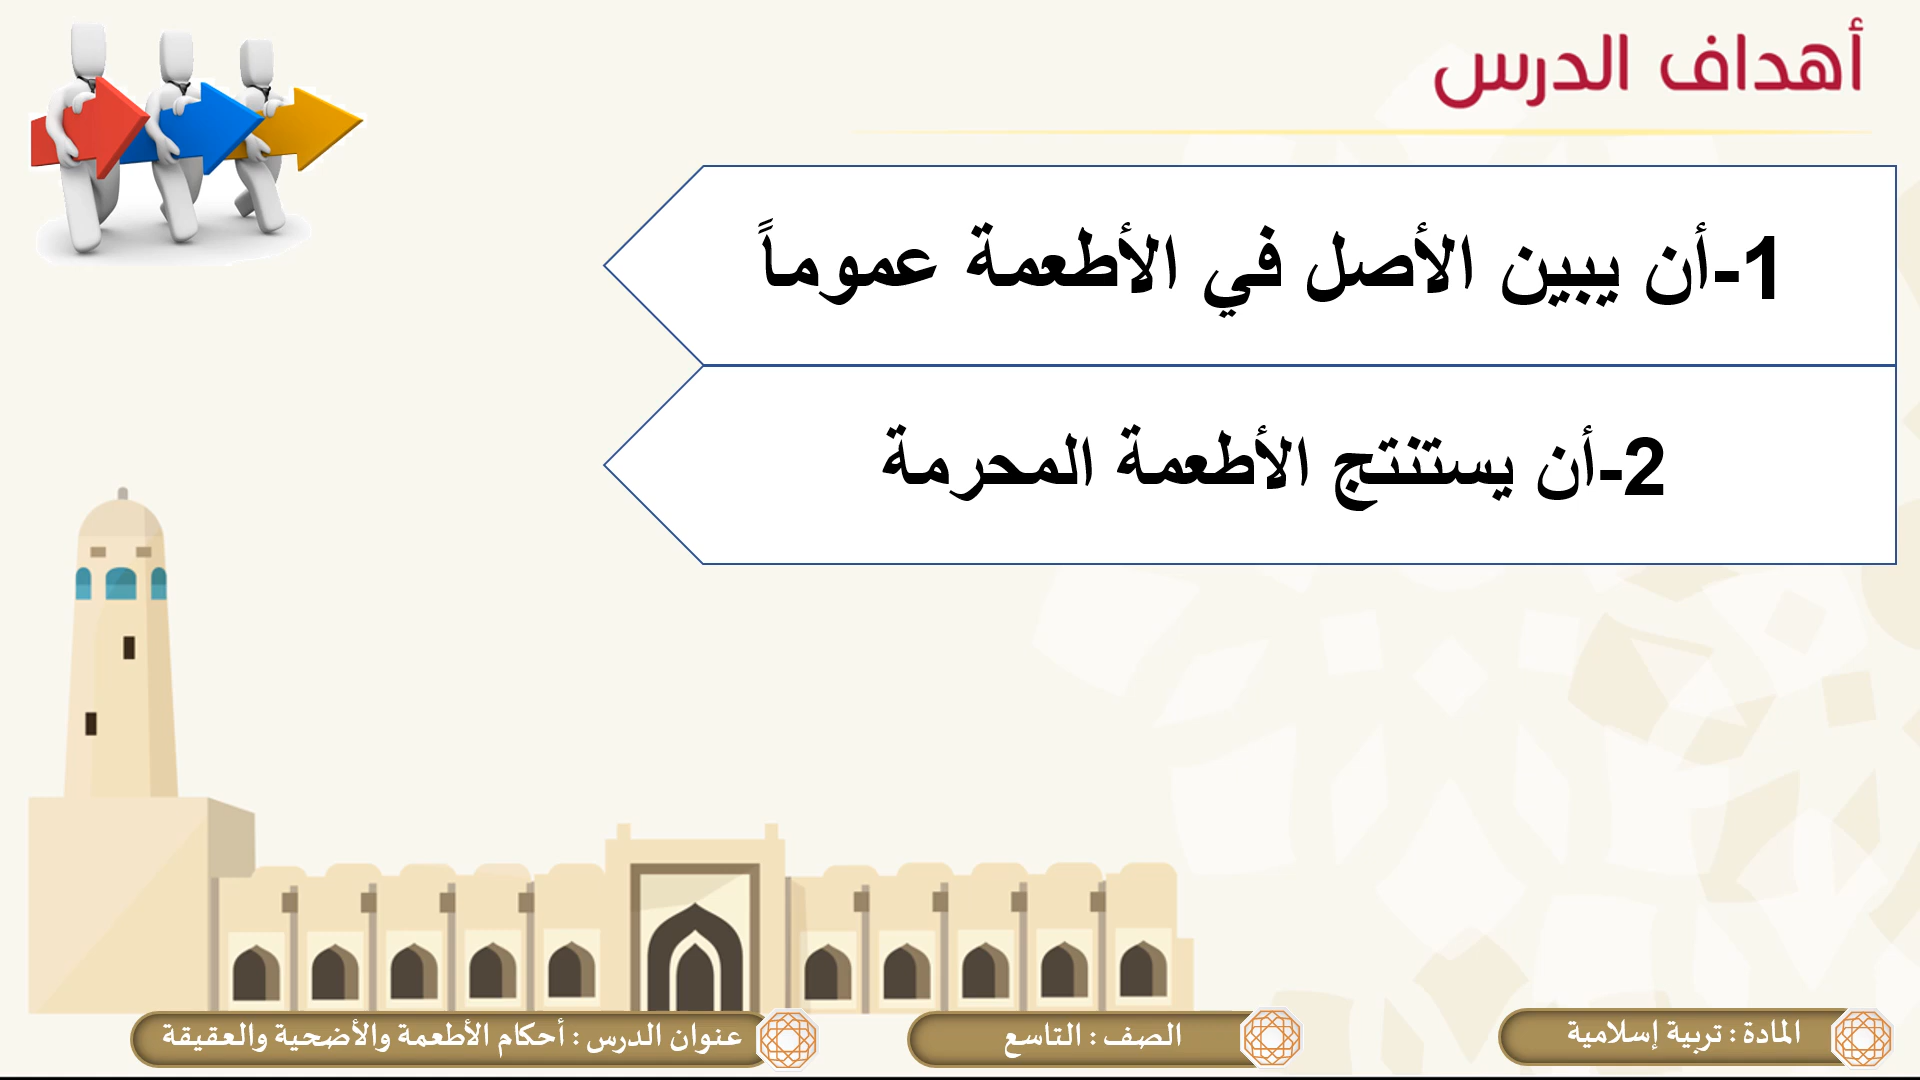 أهداف الدرس
1-أن يبين الأصل في الأطعمة عموماً
2-أن يستنتج الأطعمة المحرمة
المادة : تربية إسلامية
الصف : التاسع
عنوان الدرس : أحكام الأطعمة والأضحية والعقيقة